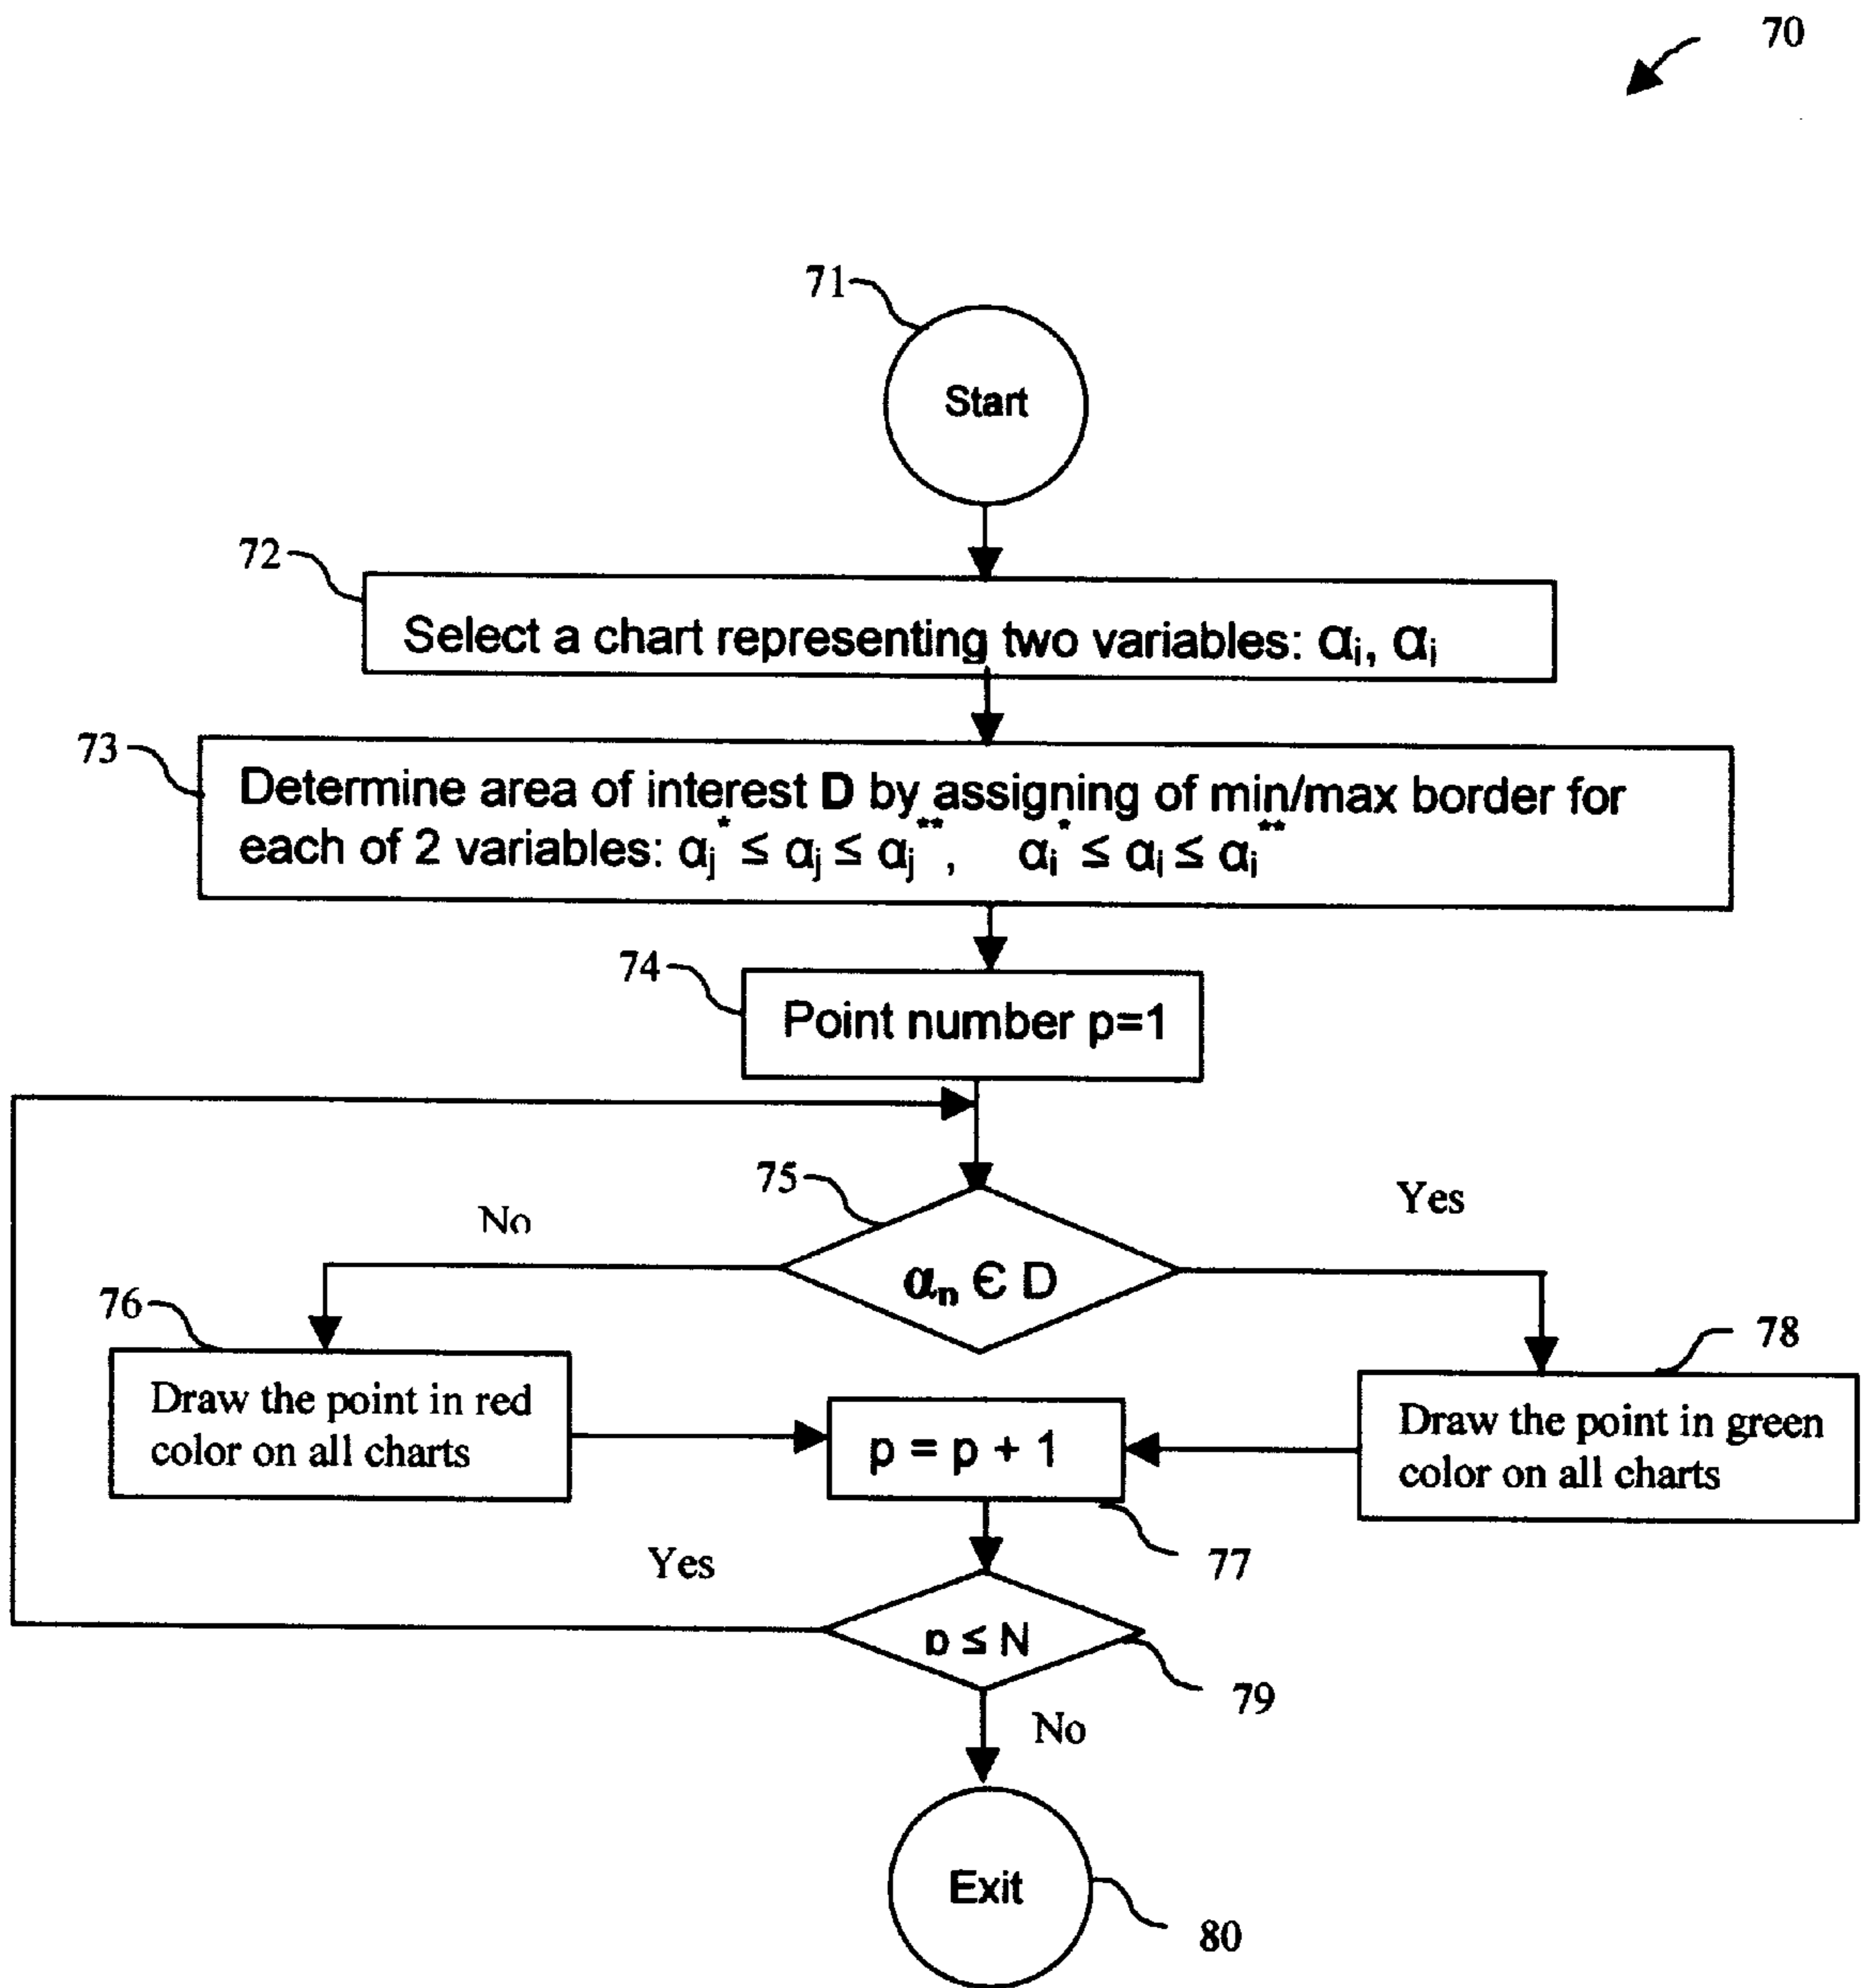 70
71
Start
72
Select a chart representing two variables: αi, αi
73
Determine area of interest D by assigning of min/max border for
each of 2 variables: αj* ≤ αj ≤ αj**, αi* ≤ αi ≤ αi**
74
Point number p=1
75
No
Yes
αn Є D
76
78
Draw the point in red
color on all charts
p = p + 1
Draw the point in green
color on all charts
77
Yes
p ≤ N
79
No
Exit
80